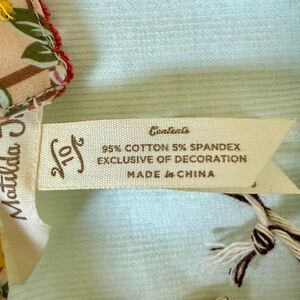 Matilda
Contents
95% COTTON 5% SPANDEX
EXCLUSIVE OF DECORATION
MADE in CHINA